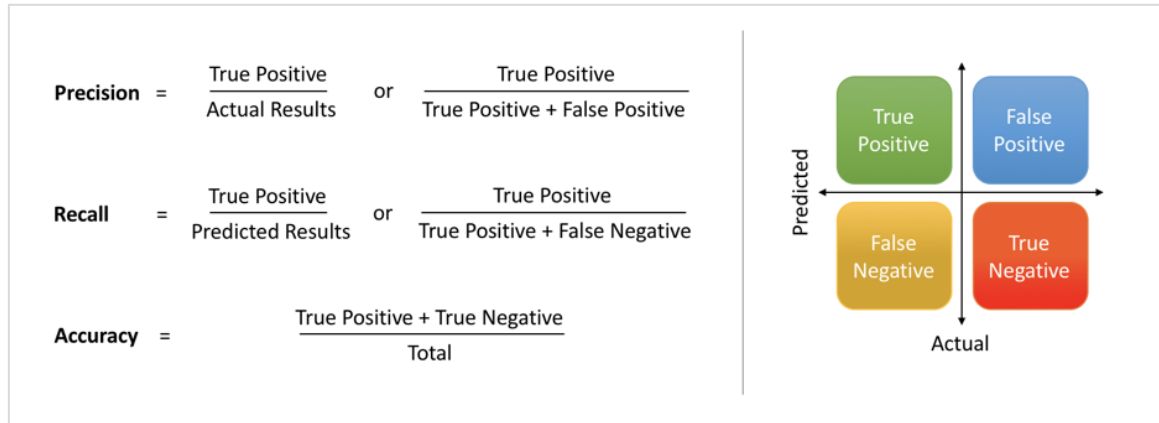 Precision = True Positive / Actual Results or True Positive / True Positive + False Positive
Recall = True Positive / Predicted Results or True Positive / True Positive + False Negative
Accuracy = True Positive + True Negative / Total
Predicted
True
Positive
False
Positive
False
Negative
True
Negative
Actual